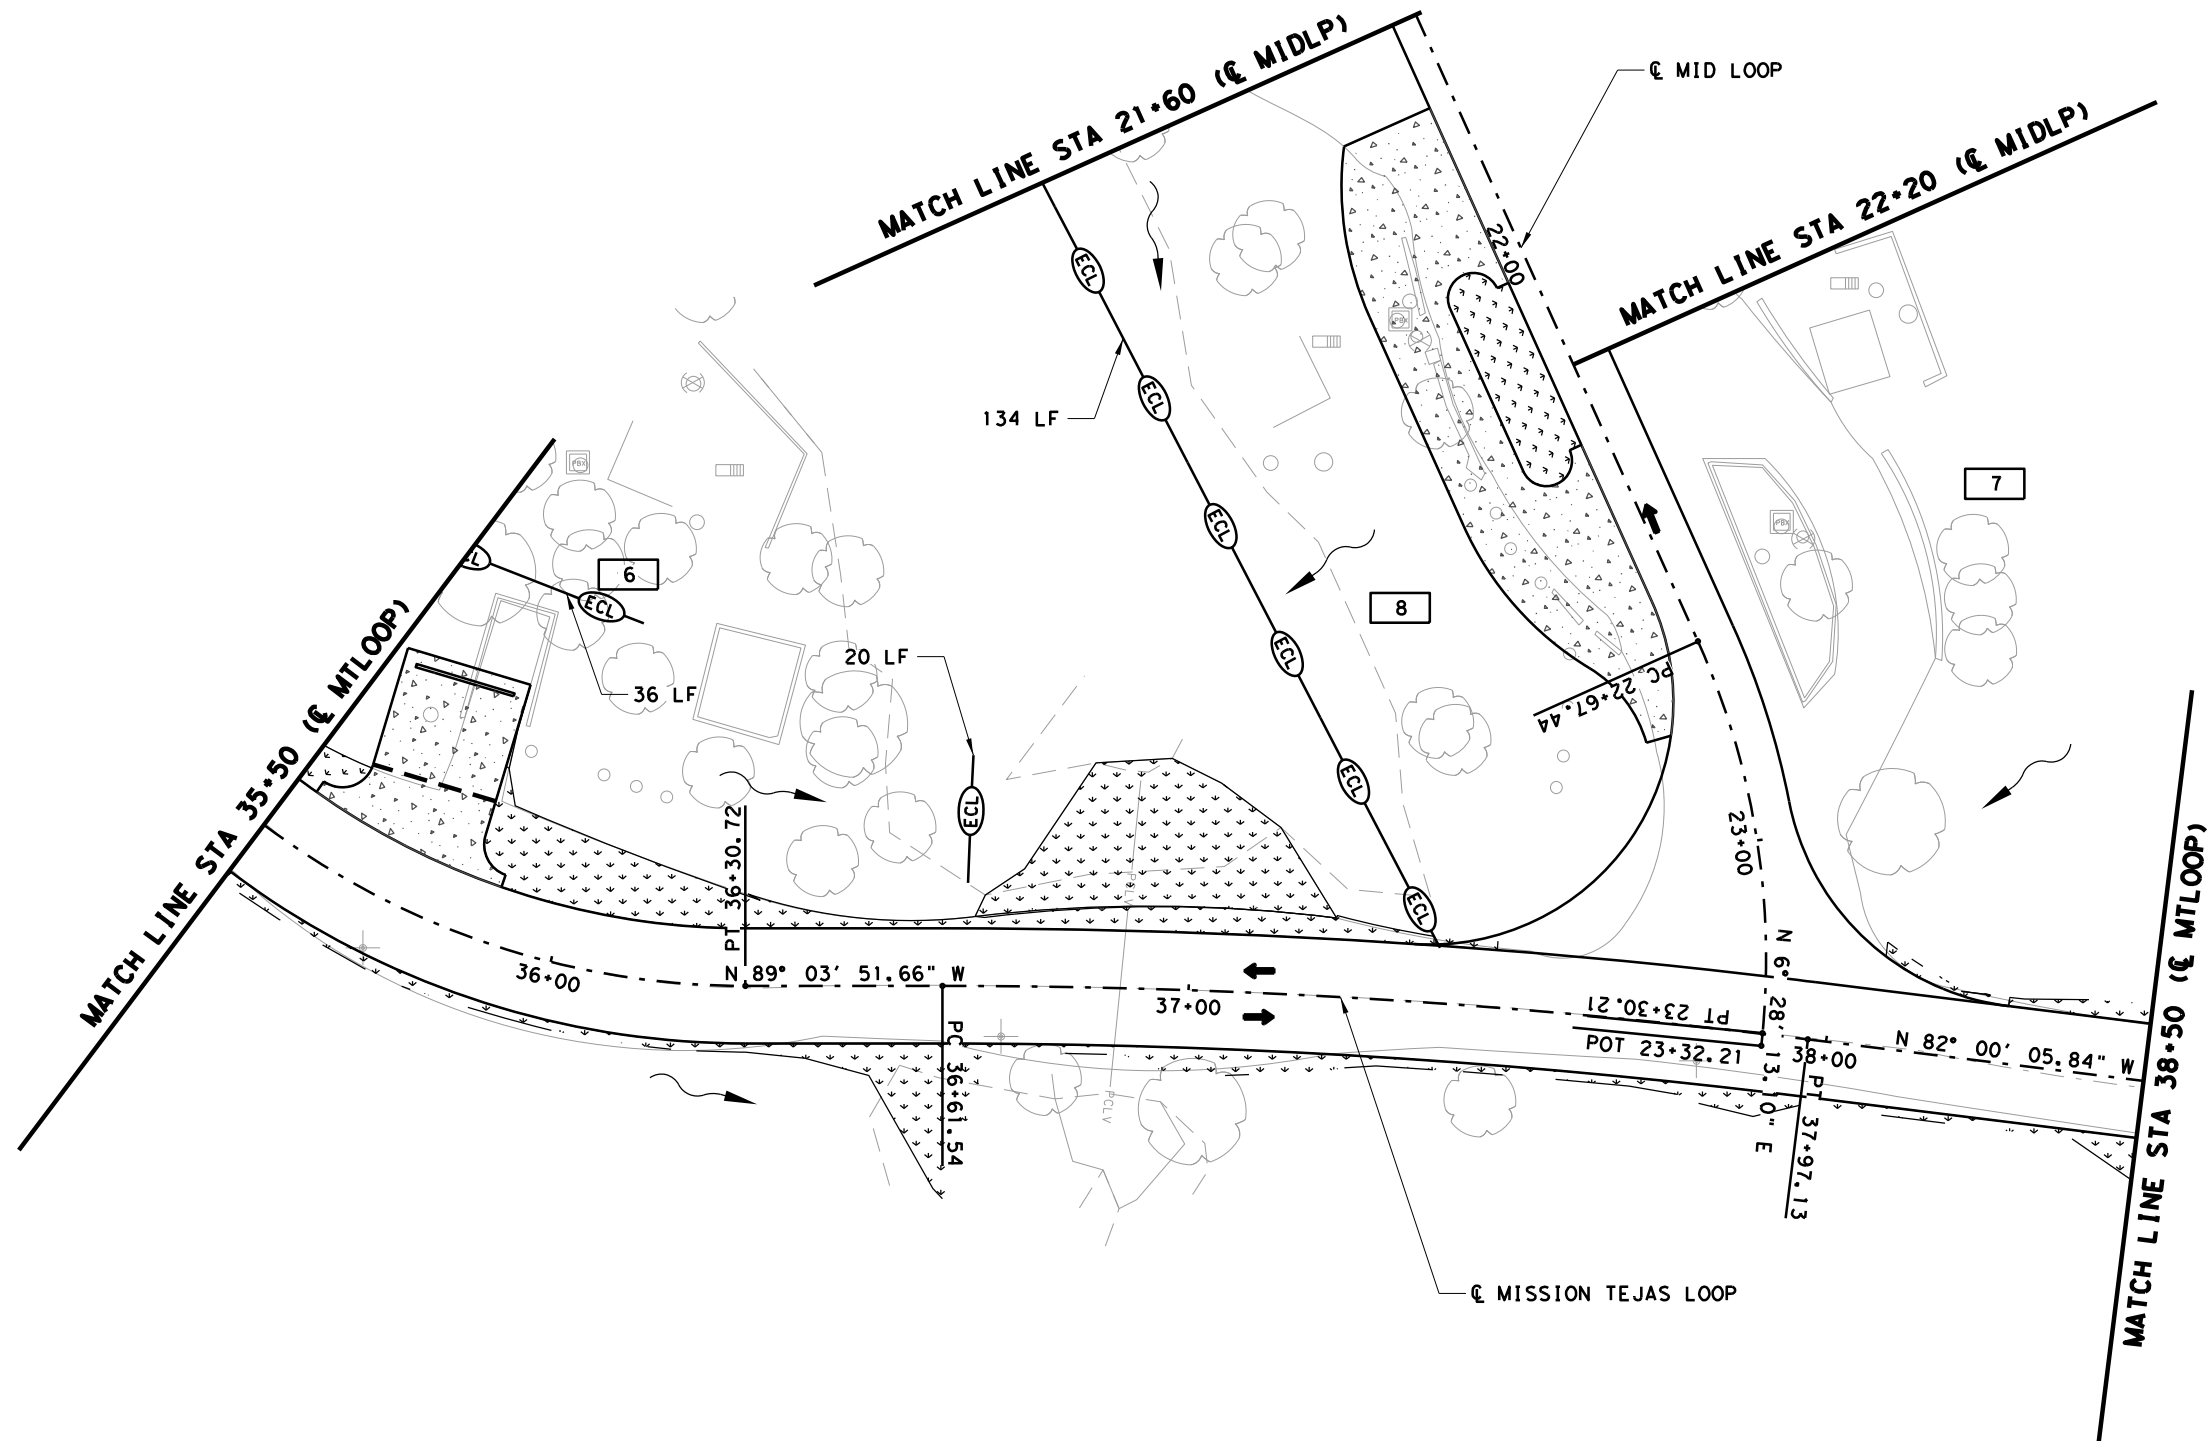 MATCH LINE STA 21+60 (℄ MIDLP)
℄ MID LOOP
MATCH LINE STA 22+20 (℄ MIDLP)
22+00
ECL
ECL
134 LF
ECL
PBX
PBX
7
ECL
PBX
6
ECL
8
ECL
20 LF
36 LF
PC 22+67.44
MATCH LINE STA 35+50 (℄ MTLOOP)
ECL
ECL
23+00
PT 36+30.72
ECL
N 89° 03' 51.66" W
36+00
37+00
N 6° 28' 13.10" E
PT 23+30.21
POT 23+32.21
38+00
N 82° 00' 05.84" W
PC 36+61.54
PCLV
PT 37+97.13
MATCH LINE STA 38+50 (℄ MTLOOP)
℄ MISSION TEJAS LOOP